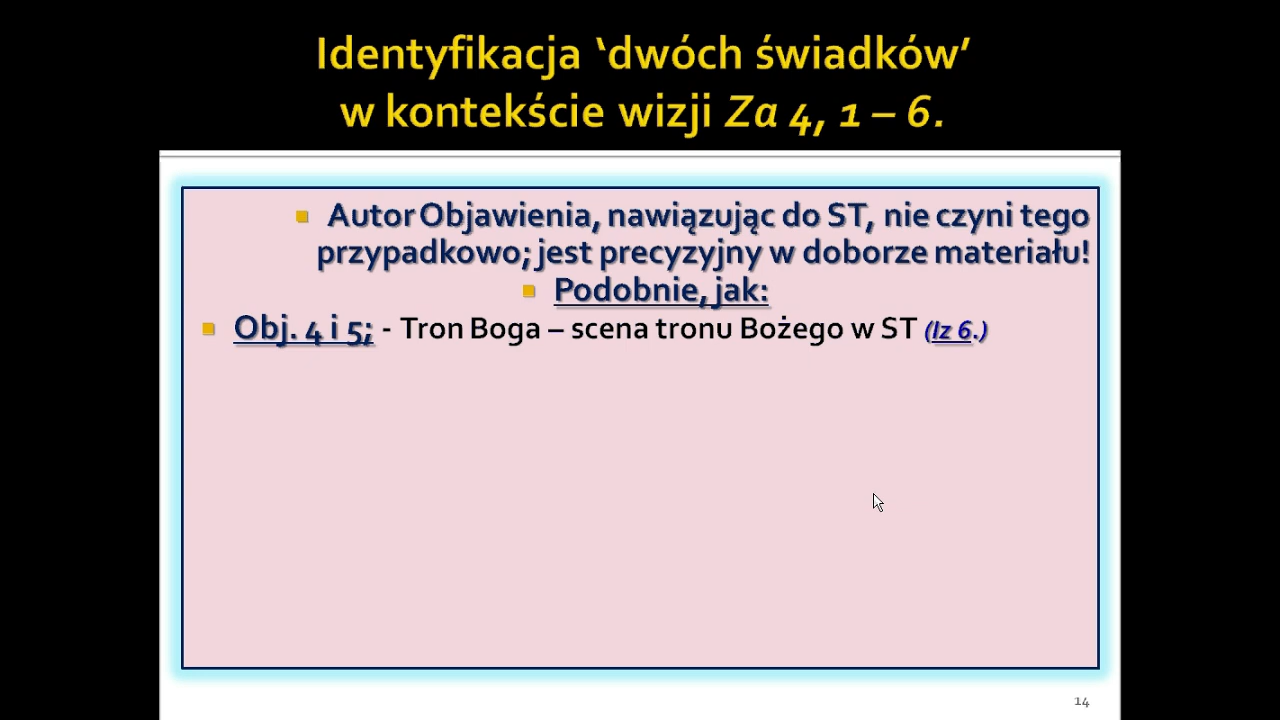 Identyfikacja ‘dwóch świadków’
w kontekście wizji Za 4, 1 – 6.
Autor Objawienia, nawiązując do ST, nie czyni tego
przypadkowo; jest precyzyjny w doborze materiału!
Podobnie, jak:
Obj. 4 i 5; - Tron Boga – scena tronu Bożego w ST (Iz 6.)
14